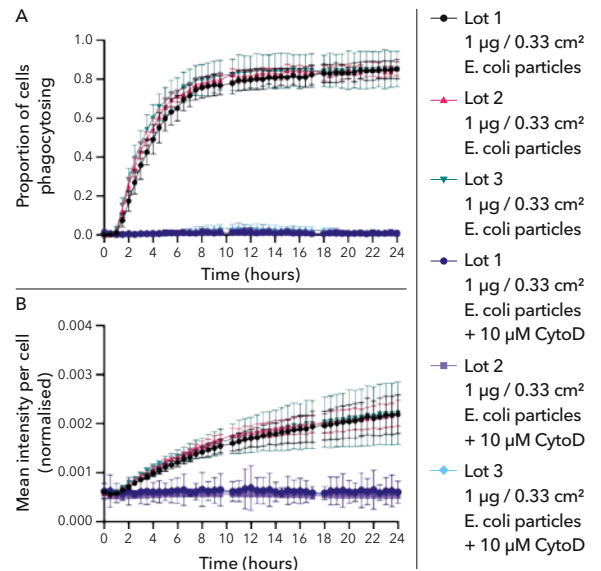 A
Proportion of cells
phagocytosing
1.0
0.8
0.6
0.4
0.2
0.0
0 2 4 6 8 10 12 14 16 18 20 22 24
Time (hours)
B
Mean intensity per cell
(normalised)
0.004
0.003
0.002
0.001
0.000
0 2 4 6 8 10 12 14 16 18 20 22 24
Time (hours)
Lot 1
1 µg / 0.33 cm²
E. coli particles
Lot 2
1 µg / 0.33 cm²
E. coli particles
Lot 3
1 µg / 0.33 cm²
E. coli particles
Lot 1
1 µg / 0.33 cm²
E. coli particles
+ 10 µM CytoD
Lot 2
1 µg / 0.33 cm²
E. coli particles
+ 10 µM CytoD
Lot 3
1 µg / 0.33 cm²
E. coli particles
+ 10 µM CytoD